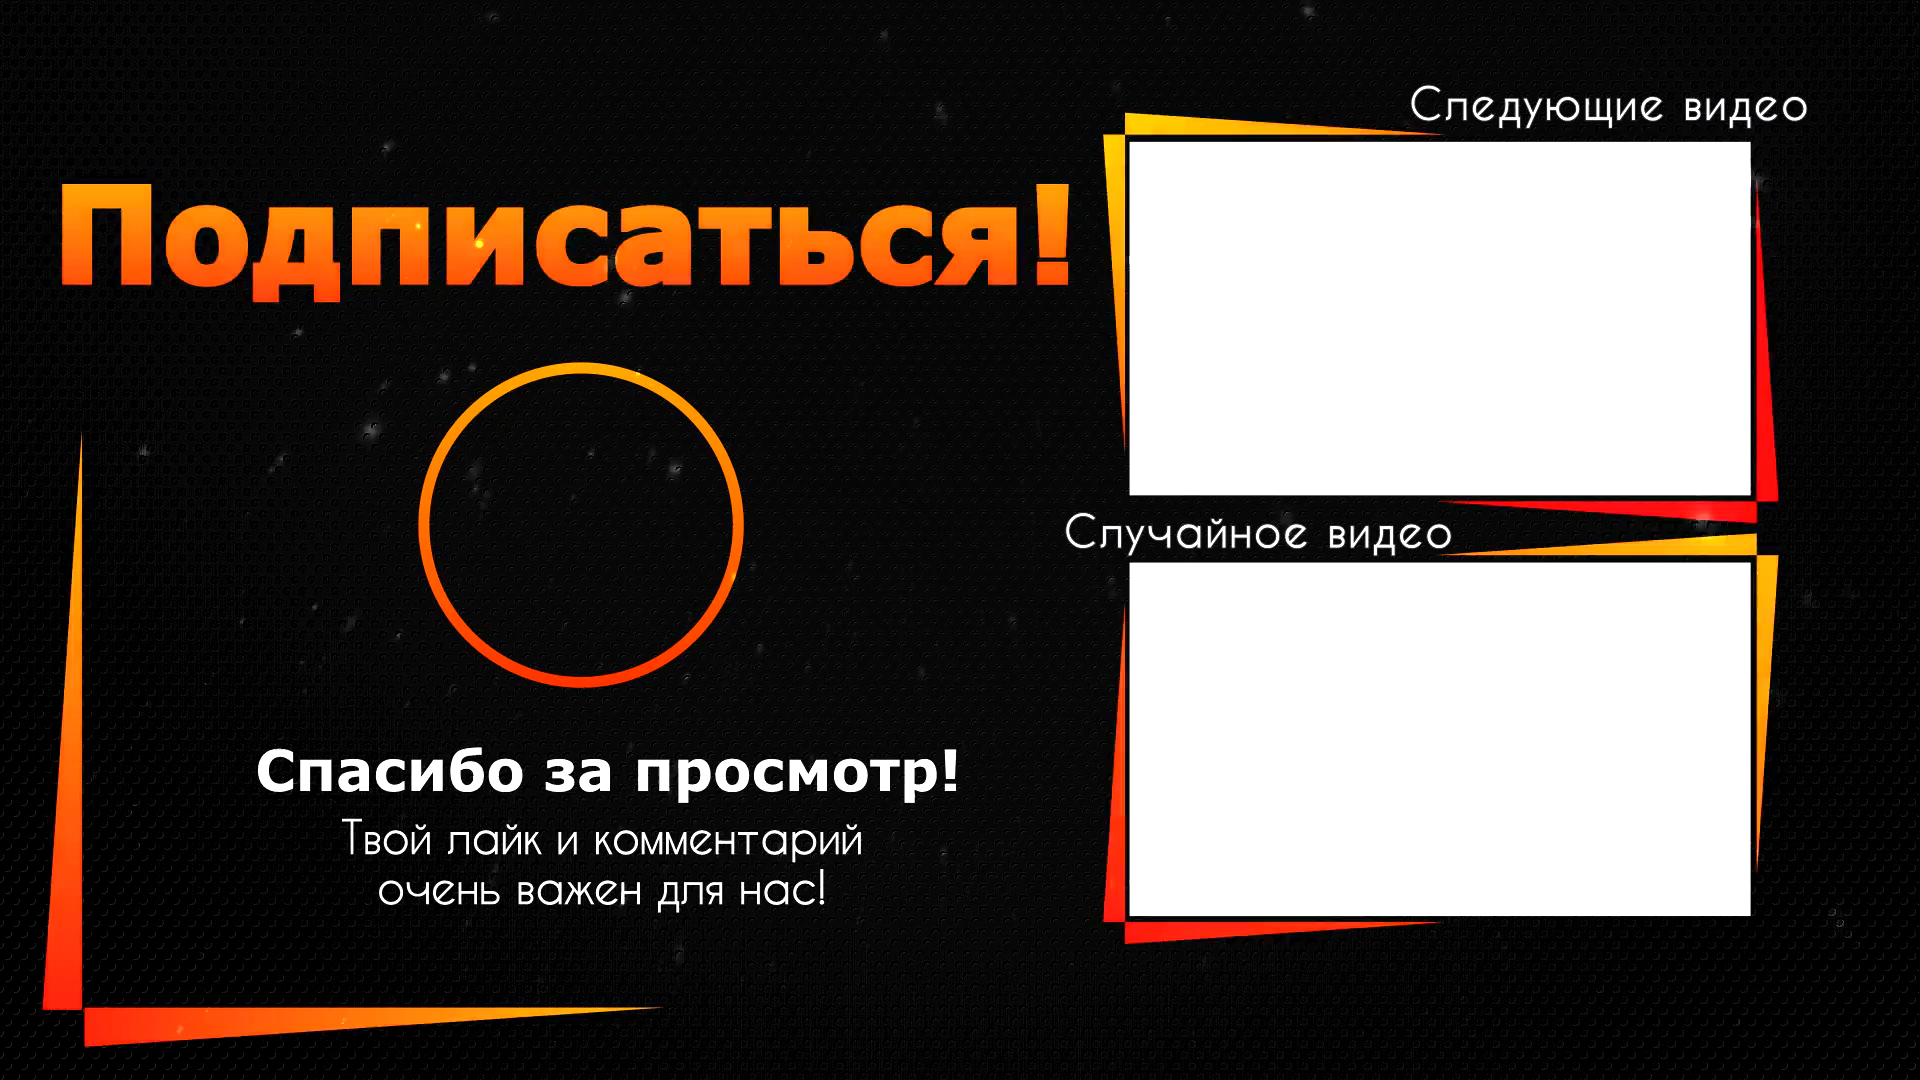 Следующие видео
Подписаться!
Случайное видео
Спасибо за просмотр!
Твой лайк и комментарий
очень важен для нас!